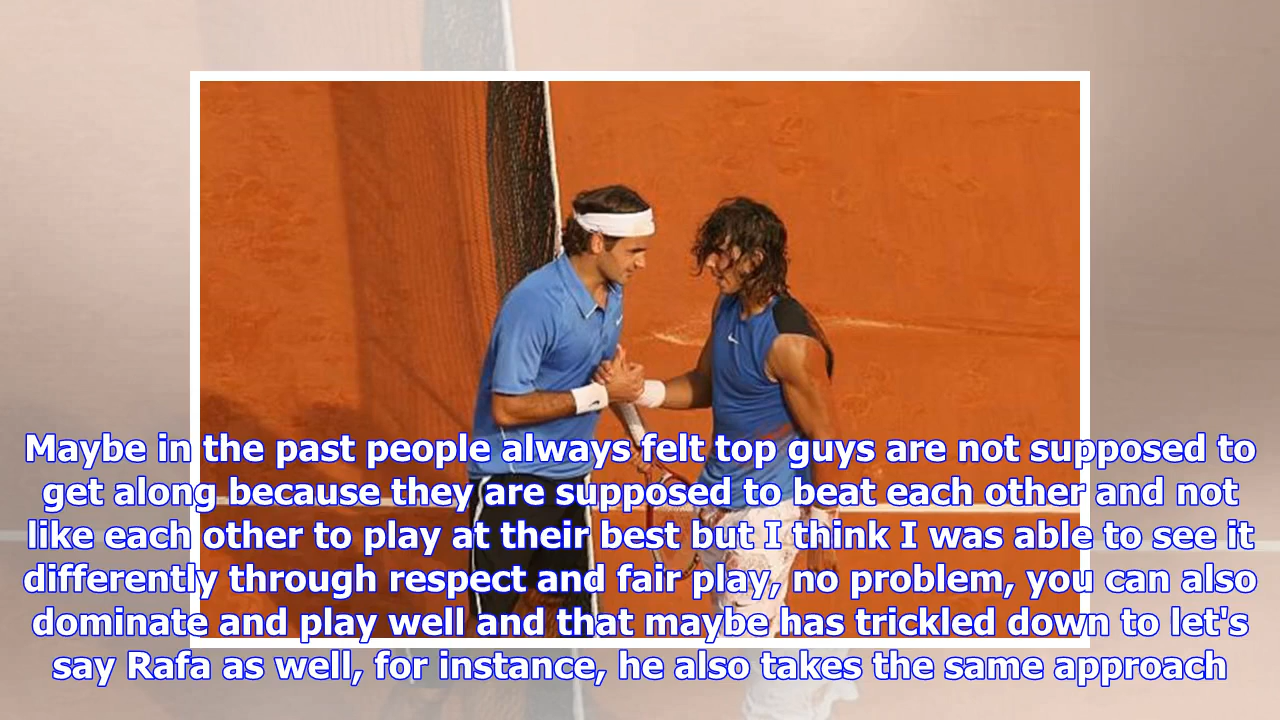 Maybe in the past people always felt top guys are not supposed to
get along because they are supposed to beat each other and not
like each other to play at their best but I think I was able to see it
differently through respect and fair play, no problem, you can also
dominate and play well and that maybe has trickled down to let's
say Rafa as well, for instance, he also takes the same approach